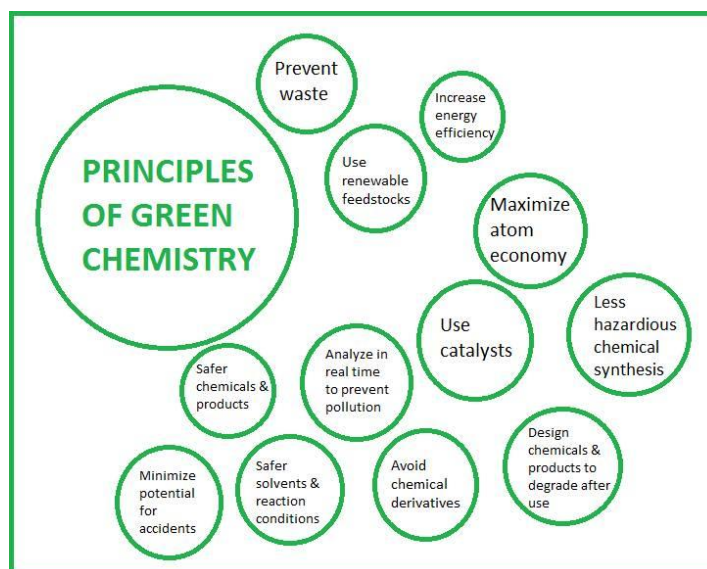 PRINCIPLES
OF GREEN
CHEMISTRY
Prevent
waste
Increase
energy
efficiency
Use
renewable
feedstocks
Maximize
atom
economy
Less
hazardious
chemical
synthesis
Use
catalysts
Analyze in
real time
to prevent
pollution
Safer
chemicals &
products
Design
chemicals &
products to
degrade after
use
Avoid
chemical
derivatives
Safer
solvents &
reaction
conditions
Minimize
potential
for
accidents